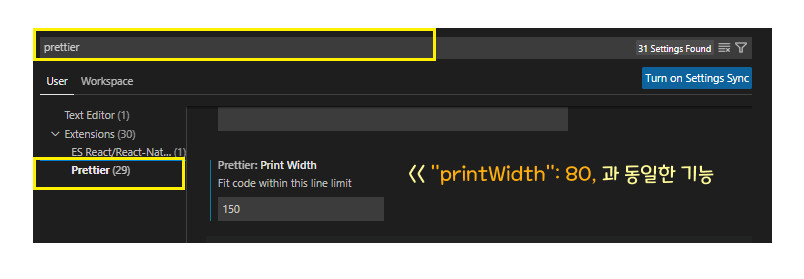 prettier
31 Settings Found
User Workspace
Turn on Settings Sync
Text Editor (1)
Extensions (30)
ES React/React-Nat... (1)
Prettier (29)
Prettier: Print Width
Fit code within this line limit
150
<< "printWidth": 80, 과 동일한 기능